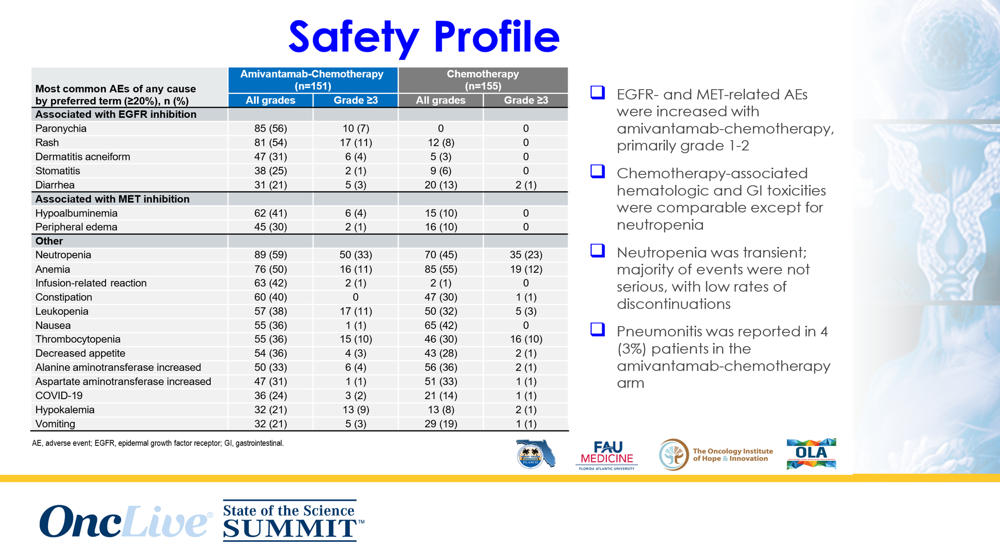 Safety Profile
Most common AEs of any cause
by preferred term (≥20%), n (%)
Amivantamab-Chemotherapy
(n=151)
Chemotherapy
(n=155)
All grades Grade ≥3 All grades Grade ≥3
Associated with EGFR inhibition
Paronychia 85 (56) 10 (7) 0 0
Rash 81 (54) 17 (11) 12 (8) 0
Dermatitis acneiform 47 (31) 6 (4) 5 (3) 0
Stomatitis 38 (25) 2 (1) 9 (6) 0
Diarrhea 31 (21) 5 (3) 20 (13) 2 (1)
Associated with MET inhibition
Hypoalbuminemia 62 (41) 6 (4) 15 (10) 0
Peripheral edema 45 (30) 2 (1) 16 (10) 0
Other
Neutropenia 89 (59) 50 (33) 70 (45) 35 (23)
Anemia 76 (50) 16 (11) 85 (55) 19 (12)
Infusion-related reaction 63 (42) 2 (1) 2 (1) 0
Constipation 60 (40) 0 47 (30) 1 (1)
Leukopenia 57 (38) 17 (11) 50 (32) 5 (3)
Nausea 55 (36) 1 (1) 65 (42) 0
Thrombocytopenia 55 (36) 15 (10) 46 (30) 16 (10)
Decreased appetite 54 (36) 4 (3) 43 (28) 2 (1)
Alanine aminotransferase increased 50 (33) 6 (4) 56 (36) 2 (1)
Aspartate aminotransferase increased 47 (31) 1 (1) 51 (33) 1 (1)
COVID-19 36 (24) 3 (2) 21 (14) 1 (1)
Hypokalemia 32 (21) 13 (9) 13 (8) 2 (1)
Vomiting 32 (21) 5 (3) 29 (19) 1 (1)
AE, adverse event; EGFR, epidermal growth factor receptor; GI, gastrointestinal.
EGFR- and MET-related AEs
were increased with
amivantamab-chemotherapy,
primarily grade 1-2
Chemotherapy-associated
hematologic and GI toxicities
were comparable except for
neutropenia
Neutropenia was transient;
majority of events were not
serious, with low rates of
discontinuations
Pneumonitis was reported in 4
(3%) patients in the
amivantamab-chemotherapy
arm
FLASCO
FAU
MEDICINE
FLORIDA ATLANTIC UNIVERSITY
The Oncology Institute
of Hope & Innovation
OLA
Oncology Latin American Association
OncLive®
State of the Science
SUMMIT™